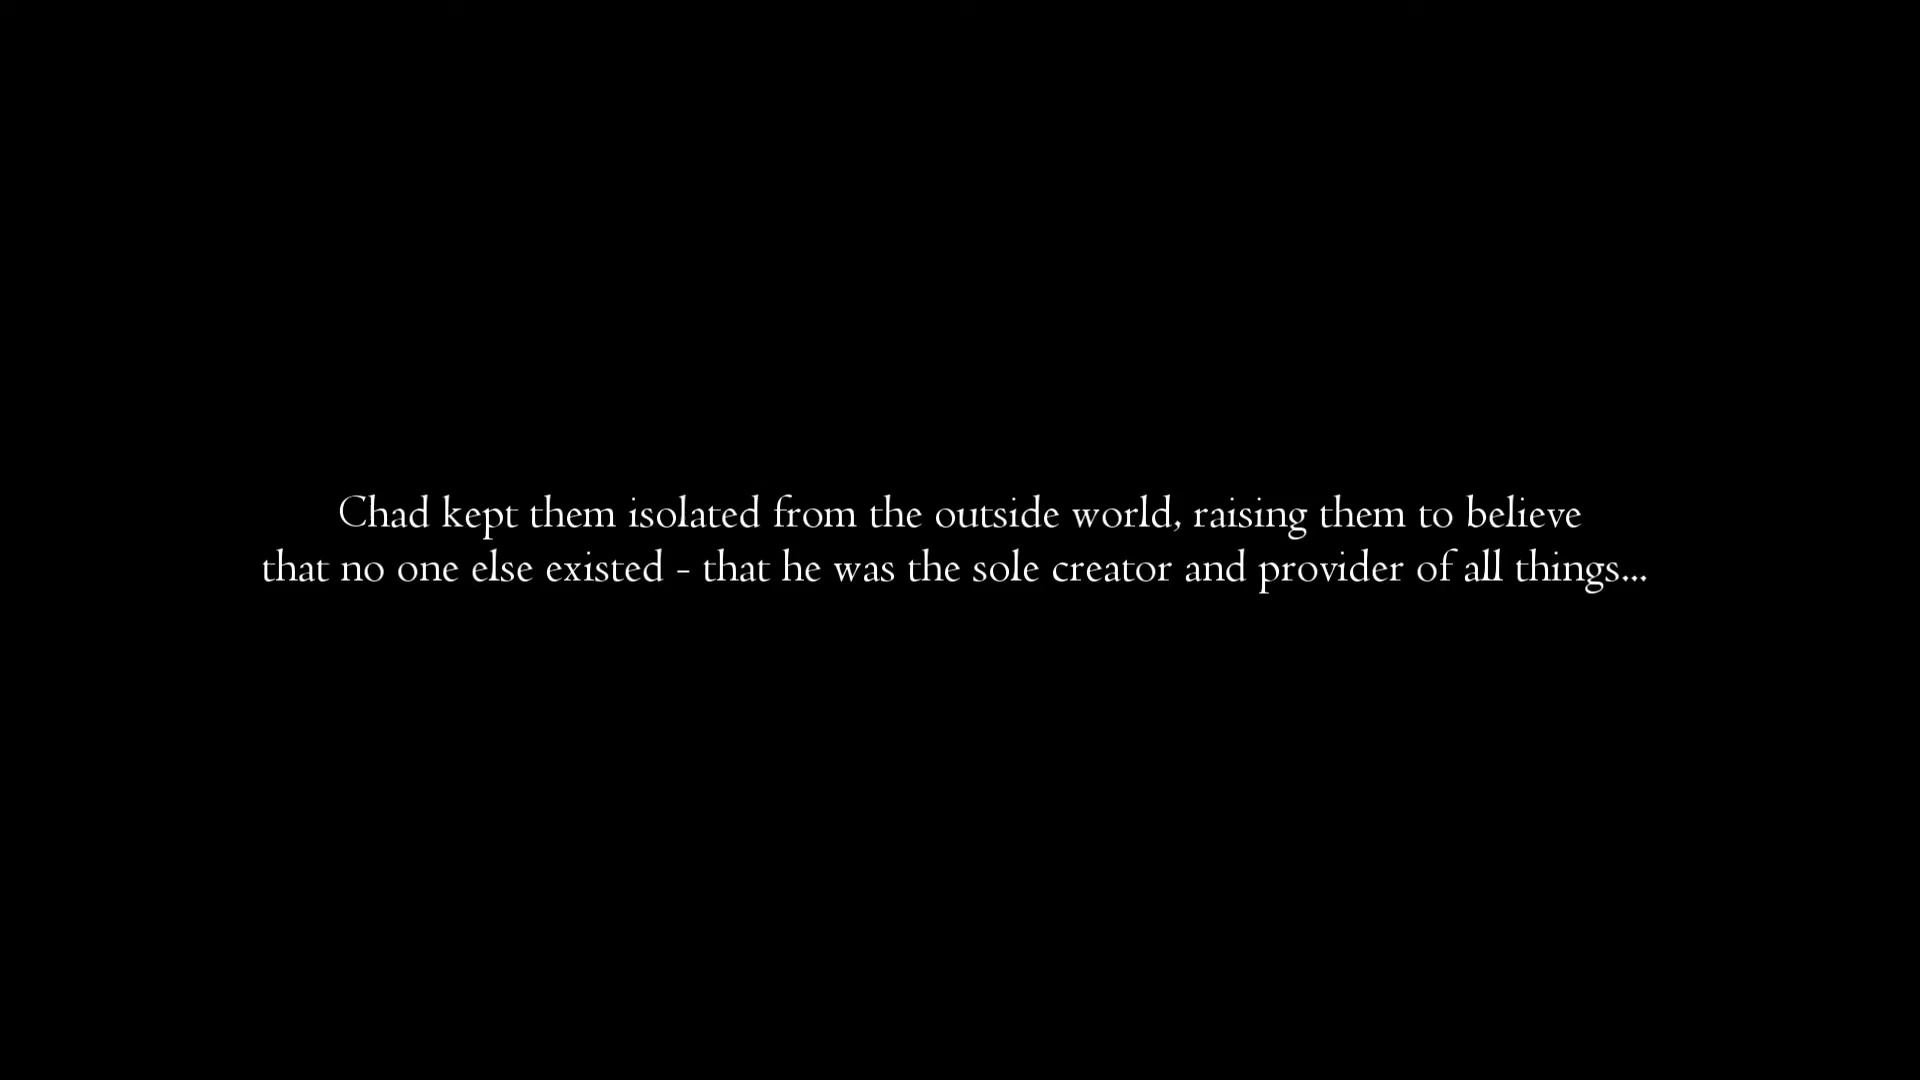 Chad kept them isolated from the outside world, raising them to believe
that no one else existed - that he was the sole creator and provider of all things...